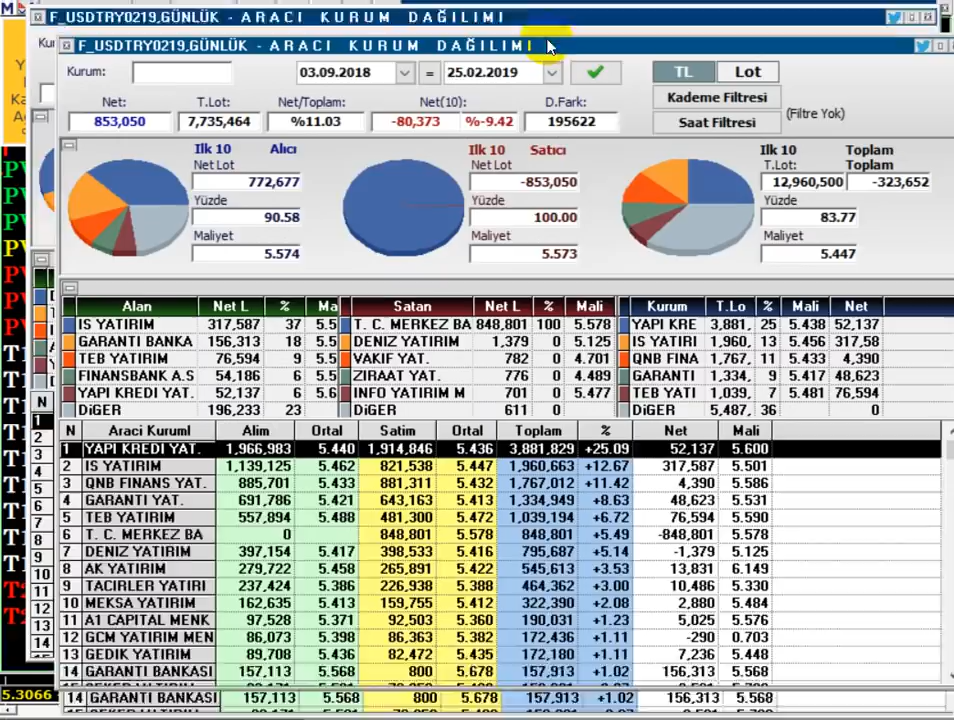 F_USDTRY0219,GÜNLÜK - ARACI KURUM DAĞILIMI
F_USDTRY0219,GÜNLÜK - ARACI KURUM DAĞILIMI
Kurum: 03.09.2018 = 25.02.2019 TL Lot
Kademe Filtresi
Net: T.Lot: Net/Toplam: Net(10): D.Fark: (Filtre Yok)
853,050 7,735,464 %11.03 -80,373 %-9.42 195622 Saat Filtresi
Ilk 10 Alıcı Ilk 10 Satıcı Ilk 10 Toplam
Net Lot Net Lot T.Lot: Toplam
772,677 -853,050 12,960,500 -323,652
Yüzde Yüzde Yüzde
90.58 100.00 83.77
Maliyet Maliyet Maliyet
5.574 5.573 5.447
Alan Net L % Ma Satan Net L % Mali Kurum T.Lo % Mali Net
IS YATIRIM 317,587 37 5.5 T. C. MERKEZ BA 848,801 100 5.578 YAPI KRE 3,881, 25 5.438 52,137
GARANTI BANKA 156,313 18 5.5 DENIZ YATIRIM 1,379 0 5.125 IS YATIRI 1,960, 13 5.456 317,58
TEB YATIRIM 76,594 9 5.5 VAKIF YAT. 782 0 4.701 QNB FINA 1,767, 11 5.433 4,390
FINANSBANK A.S 54,186 6 5.5 ZIRAAT YAT. 776 0 4.489 GARANTI 1,334, 9 5.417 48,623
YAPI KREDI YAT. 52,137 6 5.6 INFO YATIRIM M 701 0 5.477 TEB YATI 1,039, 7 5.481 76,594
DiGER 196,233 23 DiGER 611 0 DiGER 5,487, 36 0
N Araci Kuruml Alim Ortal Satim Ortal Toplam % Net Mali
1 YAPI KREDI YAT. 1,966,983 5.440 1,914,846 5.436 3,881,829 +25.09 52,137 5.600
2 IS YATIRIM 1,139,125 5.462 821,538 5.447 1,960,663 +12.67 317,587 5.501
3 QNB FINANS YAT. 885,701 5.433 881,311 5.432 1,767,012 +11.42 4,390 5.586
4 GARANTI YAT. 691,786 5.421 643,163 5.413 1,334,949 +8.63 48,623 5.531
5 TEB YATIRIM 557,894 5.488 481,300 5.472 1,039,194 +6.72 76,594 5.590
6 T. C. MERKEZ BA 0 848,801 5.578 848,801 +5.49 -848,801 5.578
7 DENIZ YATIRIM 397,154 5.417 398,533 5.416 795,687 +5.14 -1,379 5.125
8 AK YATIRIM 279,722 5.458 265,891 5.422 545,613 +3.53 13,831 6.149
9 TACIRLER YATIRI 237,424 5.386 226,938 5.388 464,362 +3.00 10,486 5.330
10 MEKSA YATIRIM 162,635 5.413 159,755 5.412 322,390 +2.08 2,880 5.484
11 A1 CAPITAL MENK 97,528 5.371 92,503 5.360 190,031 +1.23 5,025 5.576
12 GCM YATIRIM MEN 86,073 5.398 86,363 5.382 172,436 +1.11 -290 0.703
13 GEDIK YATIRIM 89,708 5.436 82,472 5.435 172,180 +1.11 7,236 5.448
14 GARANTI BANKASI 157,113 5.568 800 5.678 157,913 +1.02 156,313 5.568
14 GARANTI BANKASI 157,113 5.568 800 5.678 157,913 +1.02 156,313 5.568
5.3066